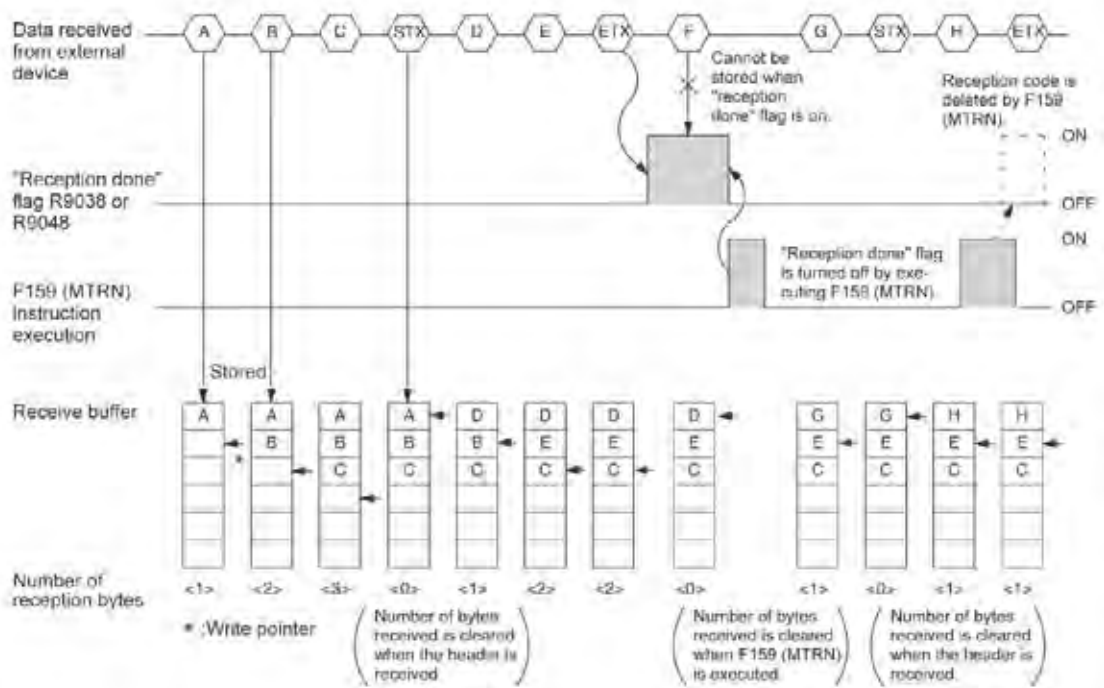 Data received
from external
device
A B C STX D E ETX F G STX H ETX
Cannot be
stored when
"reception
done" flag is on.
Reception code is
deleted by F159
(MTRN).
ON
"Reception done"
flag R9038 or
R9048
OFF
ON
"Reception done" flag
is turned off by exe-
cuting F159 (MTRN).
F159 (MTRN)
Instruction
execution
OFF
Stored
Receive buffer
A A A A D D D D G G H H
B B B B E E E E E E E
*
C C C C C C C C C C
Number of
reception bytes
<1> <2> <3> <0> <1> <2> <2> <0> <1> <0> <1> <1>
* :Write pointer
Number of bytes
received is cleared
when the header is
received.
Number of bytes
received is cleared
when F159 (MTRN)
is executed.
Number of bytes
received is cleared
when the header is
received.